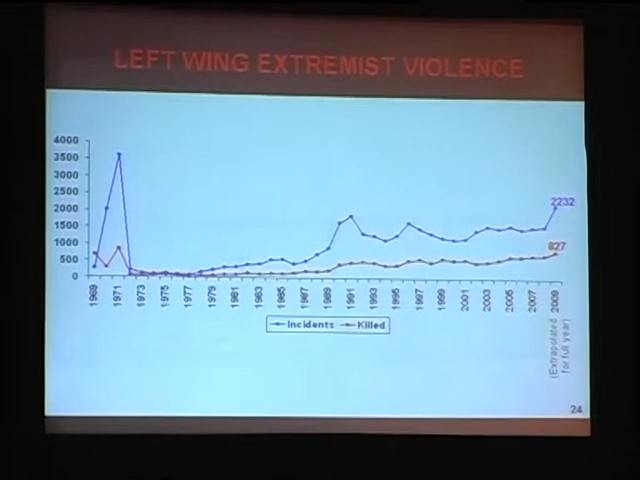 LEFT WING EXTREMIST VIOLENCE
4000
3500
3000
2500
2000
1500
1000
500
0
2232
827
1969 1971 1973 1975 1977 1979 1981 1983 1985 1987 1989 1991 1993 1995 1997 1999 2001 2003 2005 2007 2009
(Extrapolated
for full year)
Incidents Killed
24